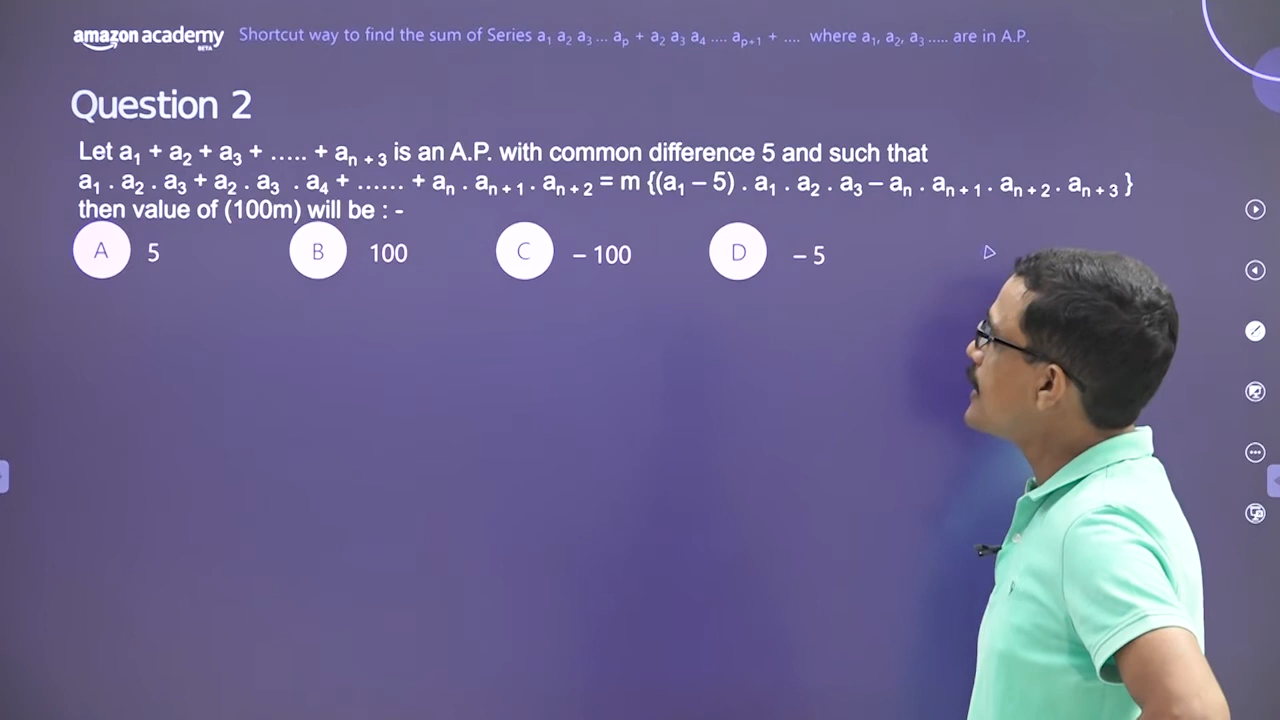 amazon academy
BETA
Shortcut way to find the sum of Series a₁ a₂ a₃ ... aₚ + a₂ a₃ a₄ .... aₚ₊₁ + .... where a₁, a₂, a₃ ..... are in A.P.
Question 2
Let a₁ + a₂ + a₃ + ..... + aₙ ₊ ₃ is an A.P. with common difference 5 and such that
a₁ . a₂ . a₃ + a₂ . a₃ . a₄ + ...... + aₙ . aₙ ₊ ₁ . aₙ ₊ ₂ = m {(a₁ – 5) . a₁ . a₂ . a₃ – aₙ . aₙ ₊ ₁ . aₙ ₊ ₂ . aₙ ₊ ₃ }
then value of (100m) will be : -
A 5 B 100 C – 100 D – 5